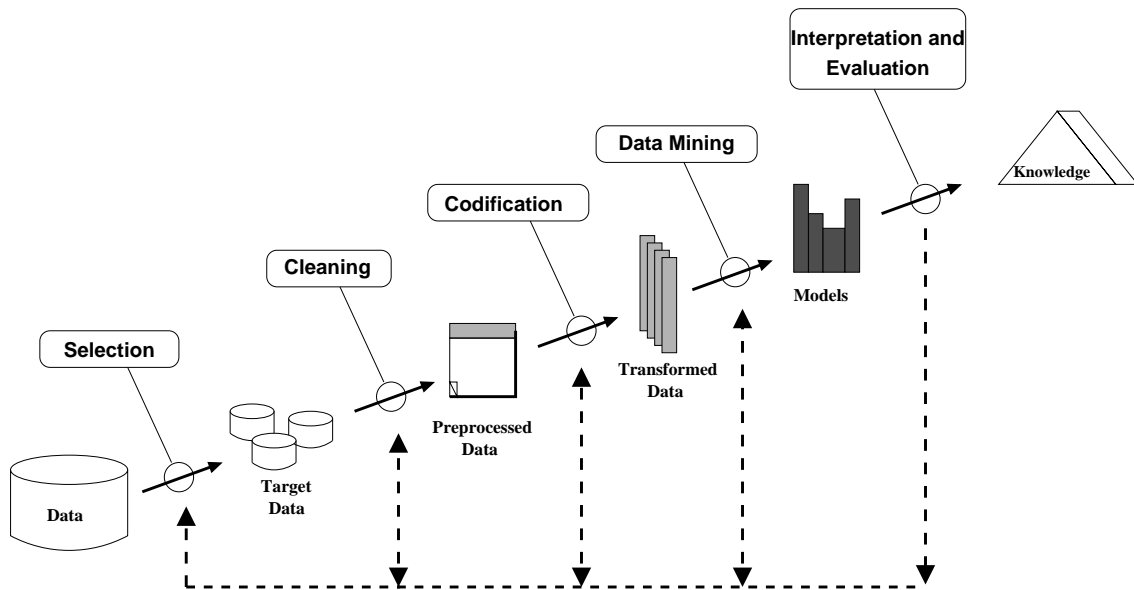 Interpretation and
Evaluation
Data Mining
Knowledge
Codification
Cleaning
Models
Selection
Transformed
Data
Preprocessed
Data
Target
Data
Data